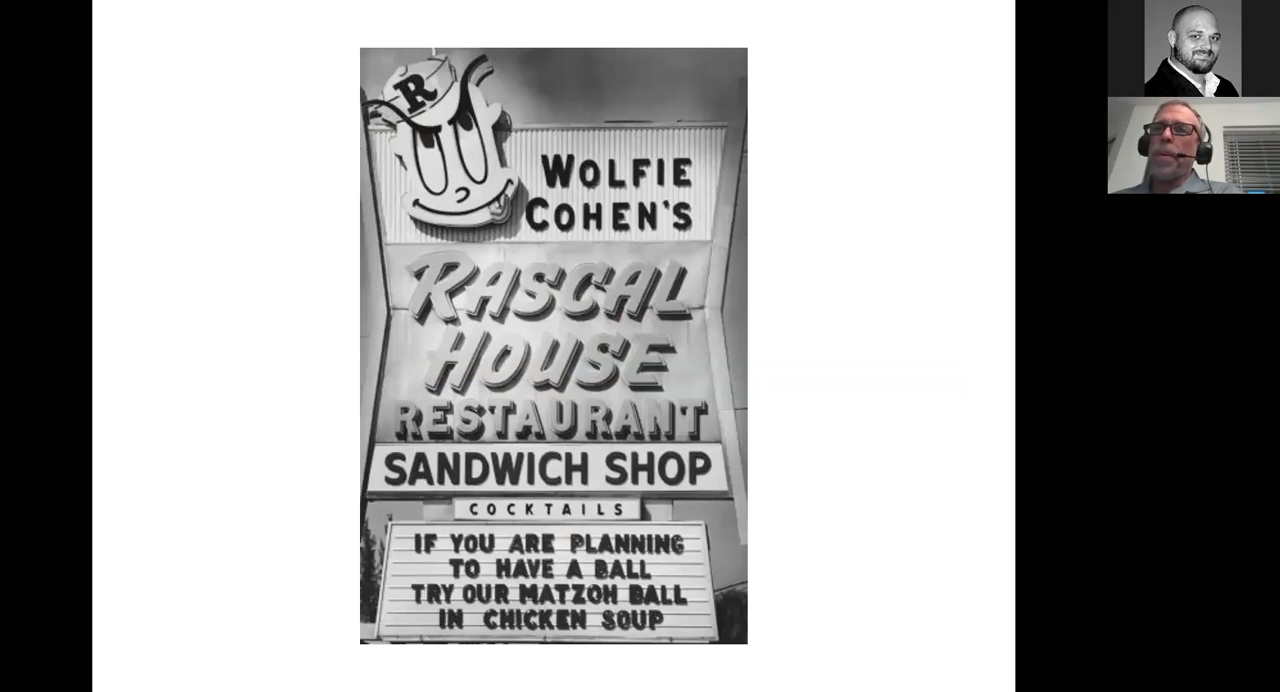 R
WOLFIE
COHEN'S
RASCAL
HOUSE
RESTAURANT
SANDWICH SHOP
COCKTAILS
IF YOU ARE PLANNING
TO HAVE A BALL
TRY OUR MATZOH BALL
IN CHICKEN SOUP